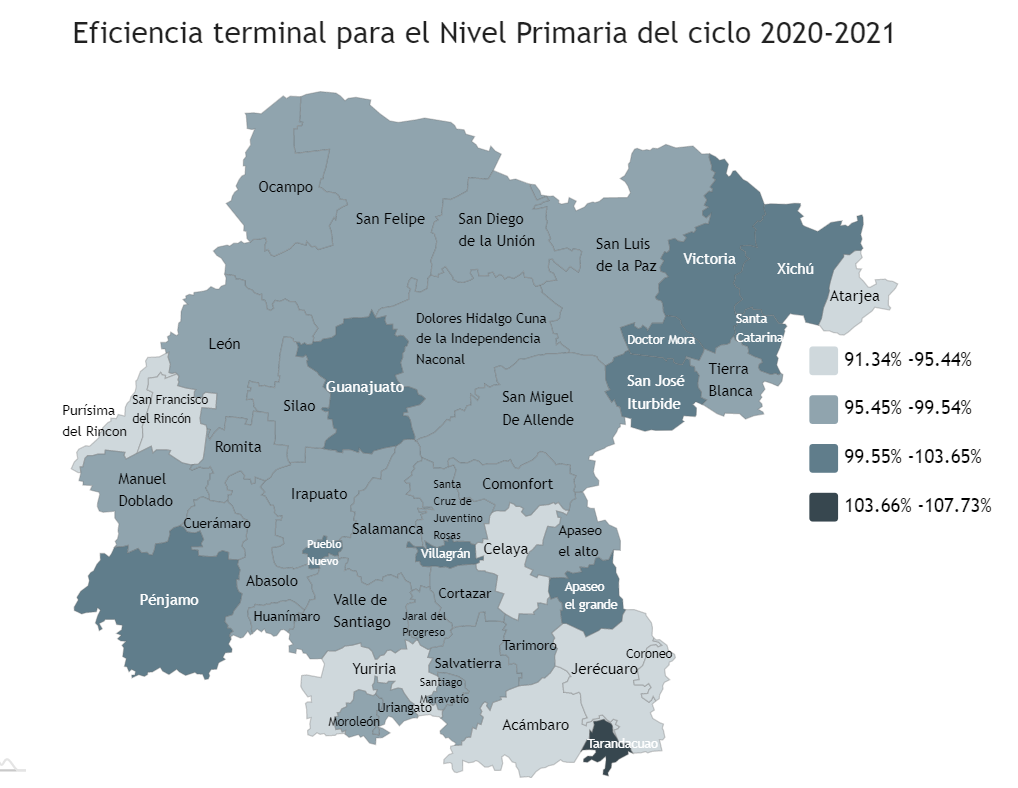 Eficiencia terminal para el Nivel Primaria del ciclo 2020-2021
Ocampo
San Felipe
San Diego
de la Unión
San Luis
de la Paz
Victoria
Xichú
Atarjea
Santa
Catarina
Doctor Mora
Dolores Hidalgo Cuna
de la Independencia
Naconal
León
Guanajuato
San José
Iturbide
Tierra
Blanca
91.34% -95.44%
95.45% -99.54%
99.55% -103.65%
103.66% -107.73%
San Francisco
del Rincón
Purísima
del Rincon
Silao
San Miguel
De Allende
Romita
Manuel
Doblado
Irapuato
Santa
Cruz de
Juventino
Rosas
Comonfort
Cuerámaro
Salamanca
Apaseo
el alto
Pueblo
Nuevo
Villagrán
Celaya
Abasolo
Pénjamo
Cortazar
Apaseo
el grande
Huanímaro
Valle de
Santiago
Jaral del
Progreso
Tarimoro
Coroneo
Yuriria
Salvatierra
Jerécuaro
Santiago
Maravatío
Uriangato
Moroleón
Acámbaro
Tarandacuao